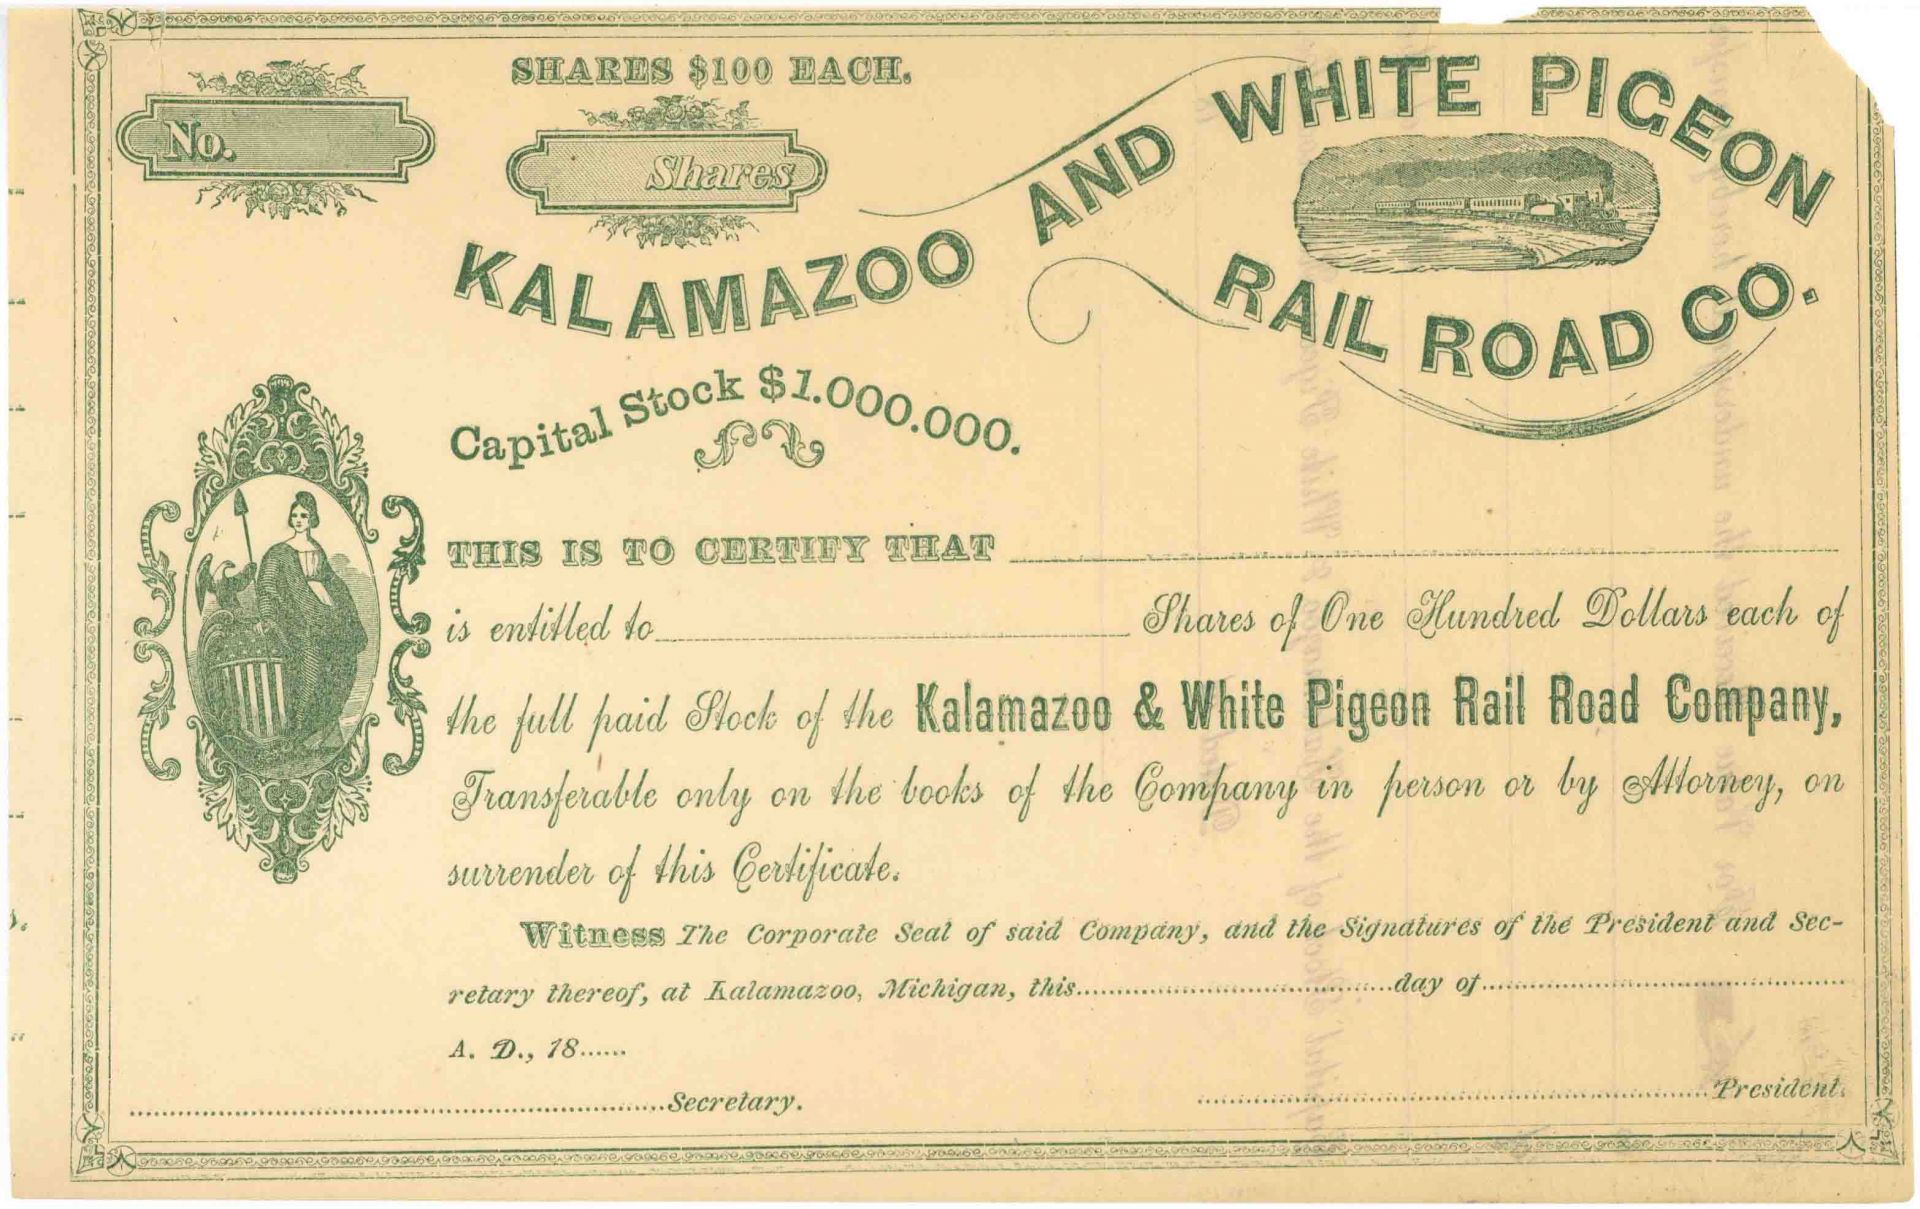 No.
SHARES $100 EACH.
Shares
KALAMAZOO AND WHITE PIGEON
RAIL ROAD CO.
Capital Stock $1.000.000.
THIS IS TO CERTIFY THAT
is entitled to Shares of One Hundred Dollars each of
the full paid Stock of the Kalamazoo & White Pigeon Rail Road Company,
Transferable only on the books of the Company in person or by Attorney, on
surrender of this Certificate.
Witness The Corporate Seal of said Company, and the Signatures of the President and Sec-
retary thereof, at Kalamazoo, Michigan, this........day of........
A. D., 18......
........Secretary. ........President.